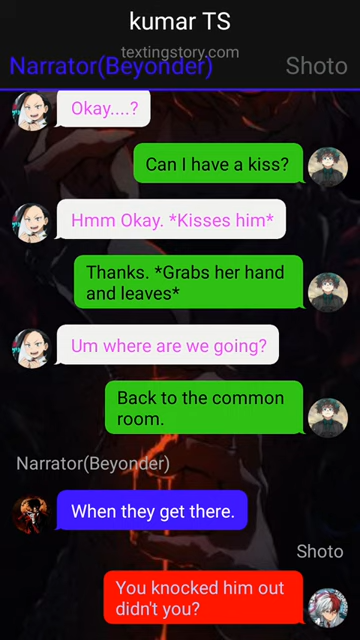 kumar TS
textingstory.com
Narrator(Beyonder)
Shoto
Okay....?
Can I have a kiss?
Hmm Okay. *Kisses him*
Thanks. *Grabs her hand
and leaves*
Um where are we going?
Back to the common
room.
Narrator(Beyonder)
When they get there.
Shoto
You knocked him out
didn't you?